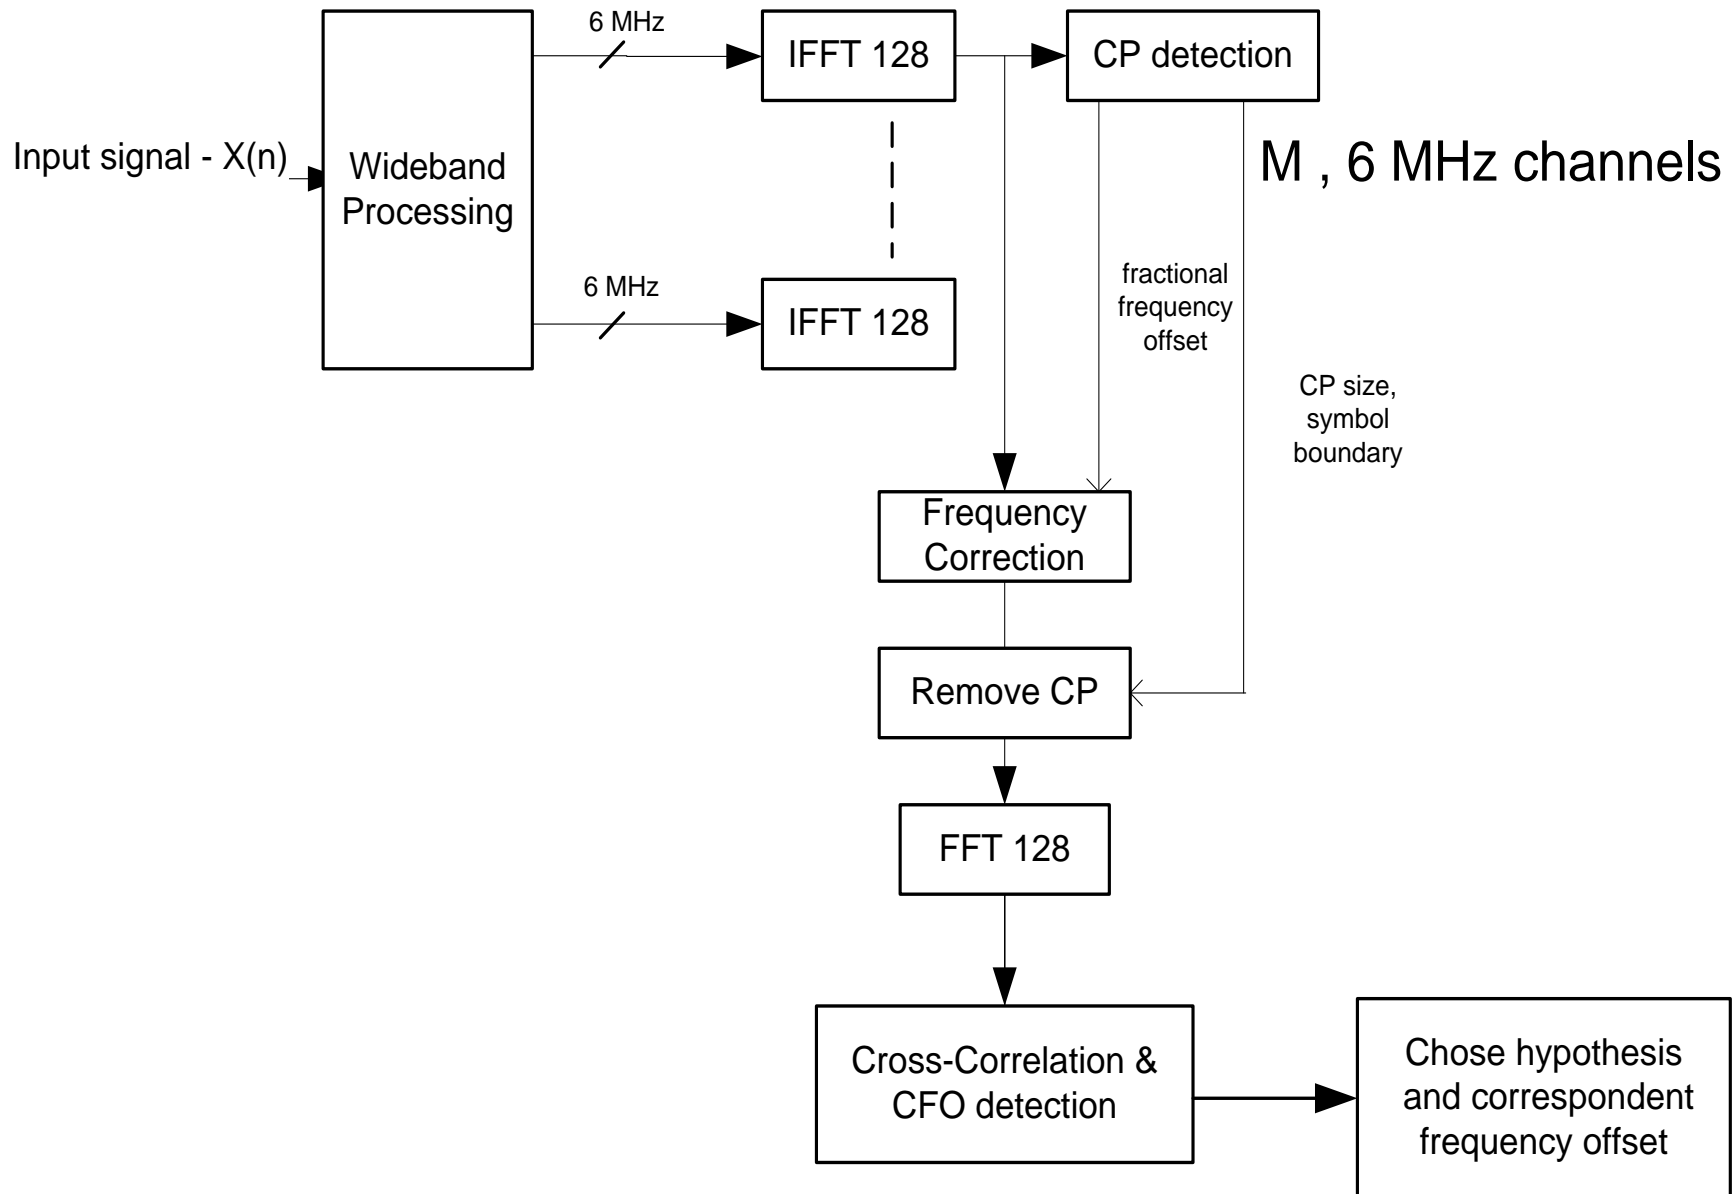 6 MHz
IFFT 128
CP detection
Input signal - X(n)
Wideband
Processing
M , 6 MHz channels
6 MHz
IFFT 128
fractional
frequency
offset
CP size,
symbol
boundary
Frequency
Correction
Remove CP
FFT 128
Cross-Correlation &
CFO detection
Chose hypothesis
and correspondent
frequency offset